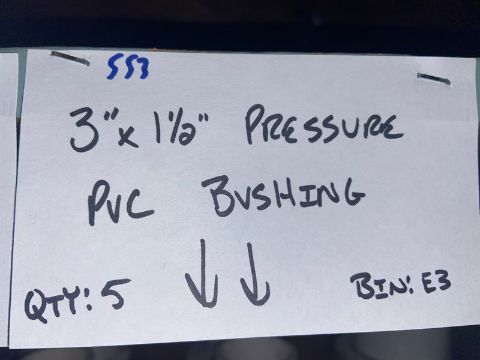 553
3" x 1½" PRESSURE
PVC BUSHING
QTY: 5
BIN: E3